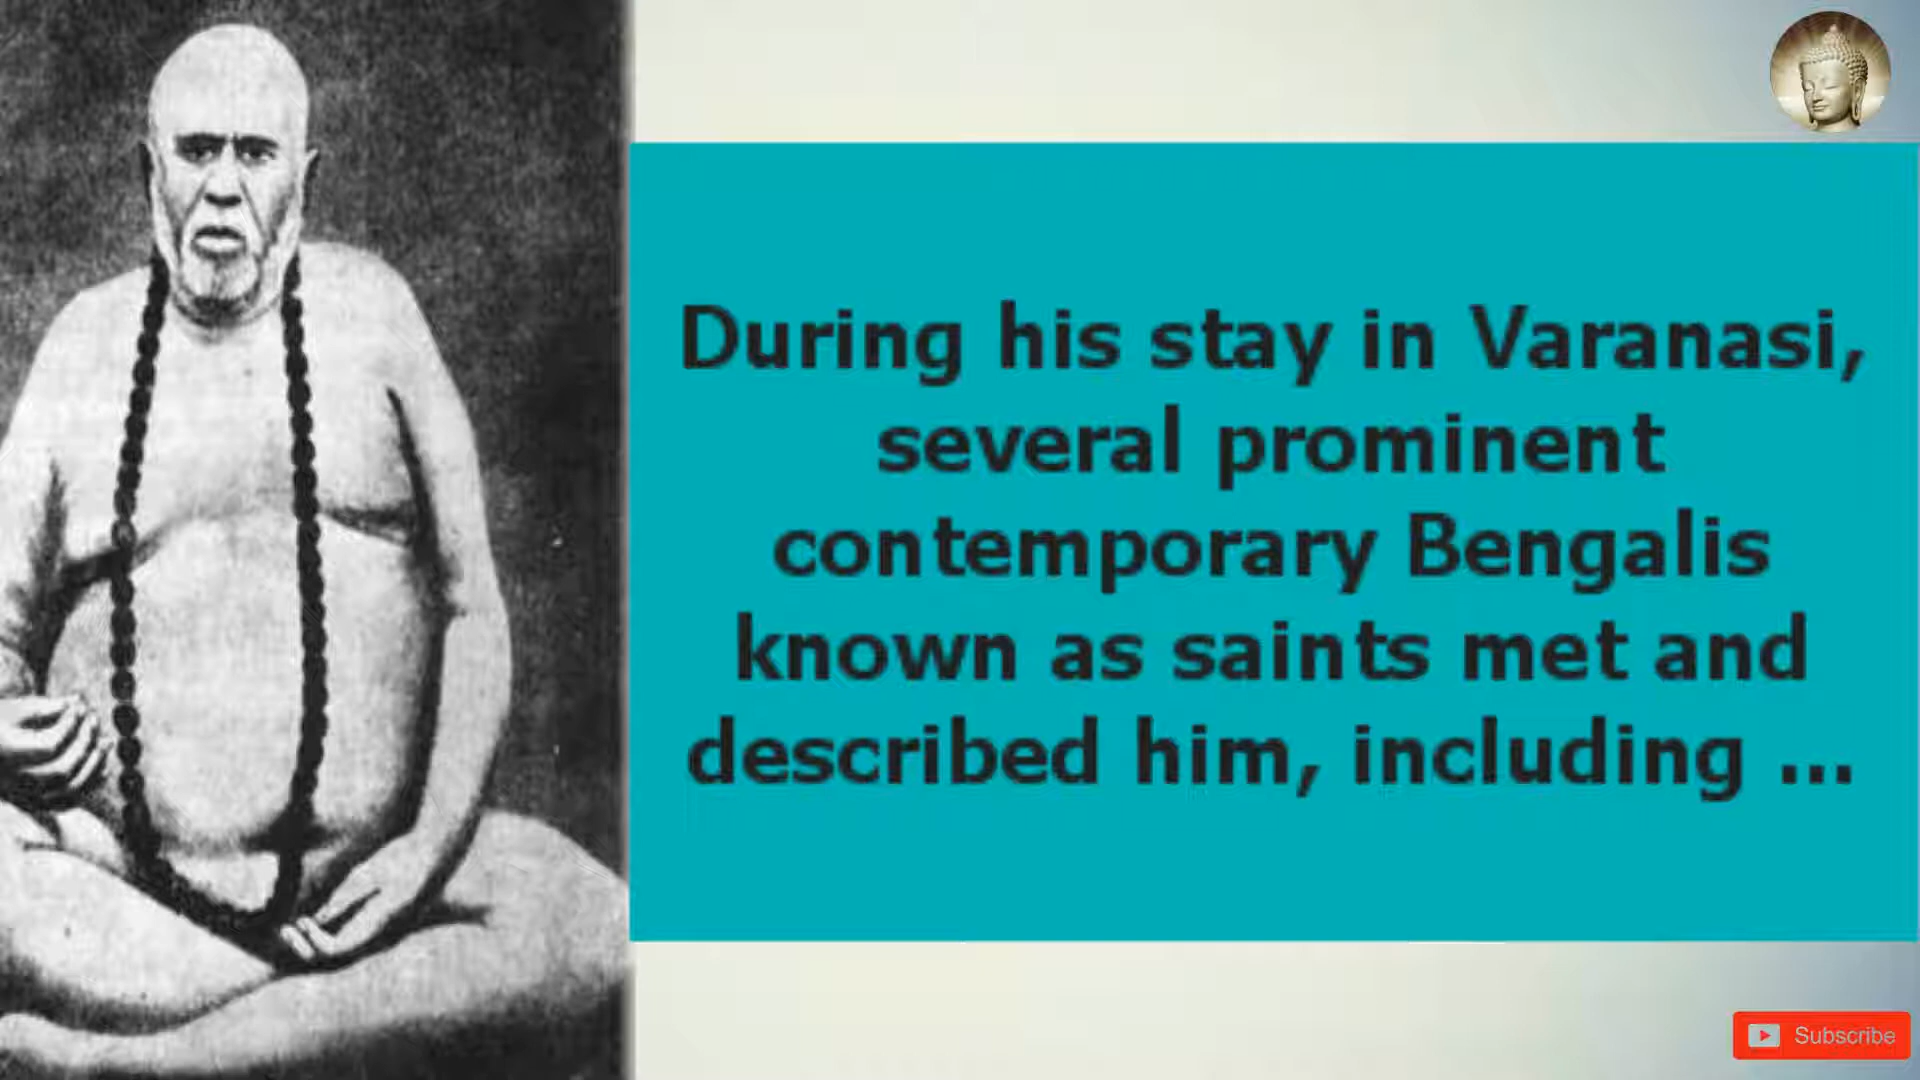 During his stay in Varanasi,
several prominent
contemporary Bengalis
known as saints met and
described him, including ...
Subscribe